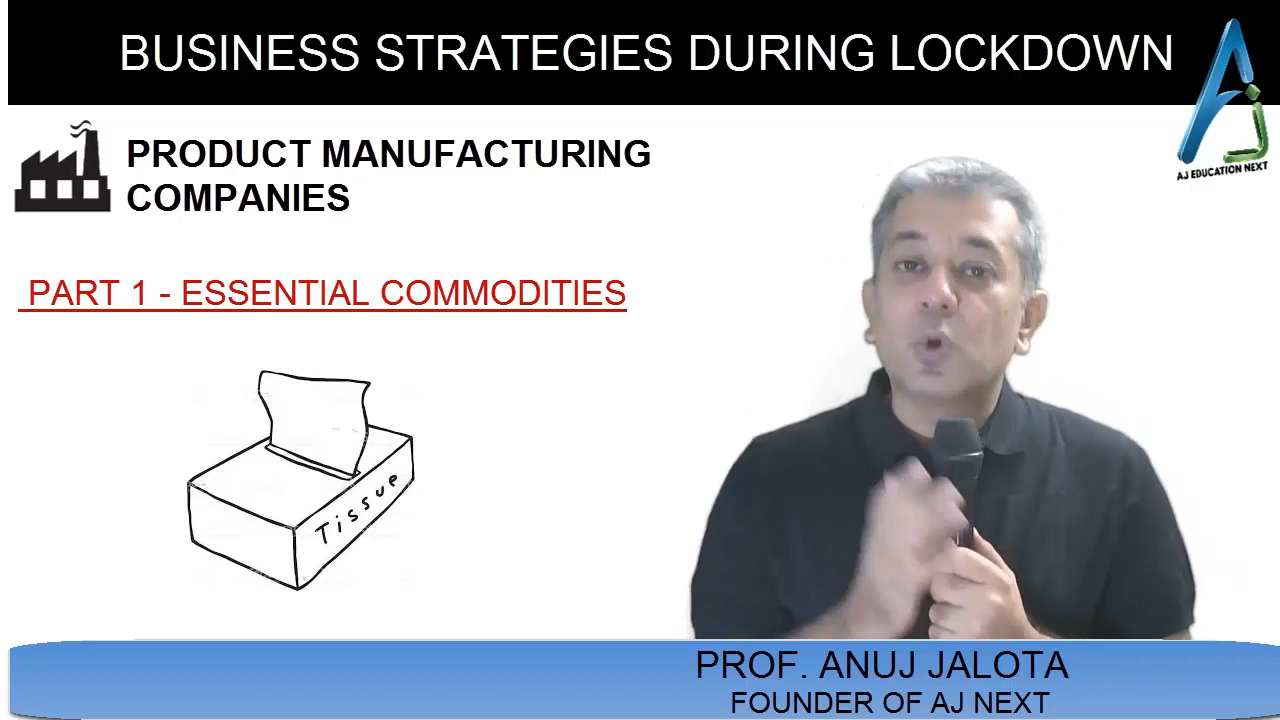 BUSINESS STRATEGIES DURING LOCKDOWN
AJ EDUCATION NEXT
PRODUCT MANUFACTURING
COMPANIES
PART 1 - ESSENTIAL COMMODITIES
Tissue
PROF. ANUJ JALOTA
FOUNDER OF AJ NEXT